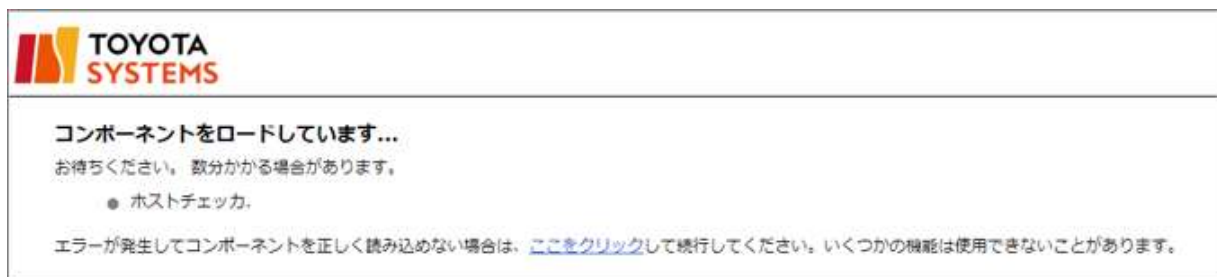 TOYOTA
SYSTEMS
コンポーネントをロードしています...
お待ちください。 数分かかる場合があります。
ホストチェッカ.
エラーが発生してコンポーネントを正しく読み込めない場合は、ここをクリックして続行してください。いくつかの機能は使用できないことがあります。